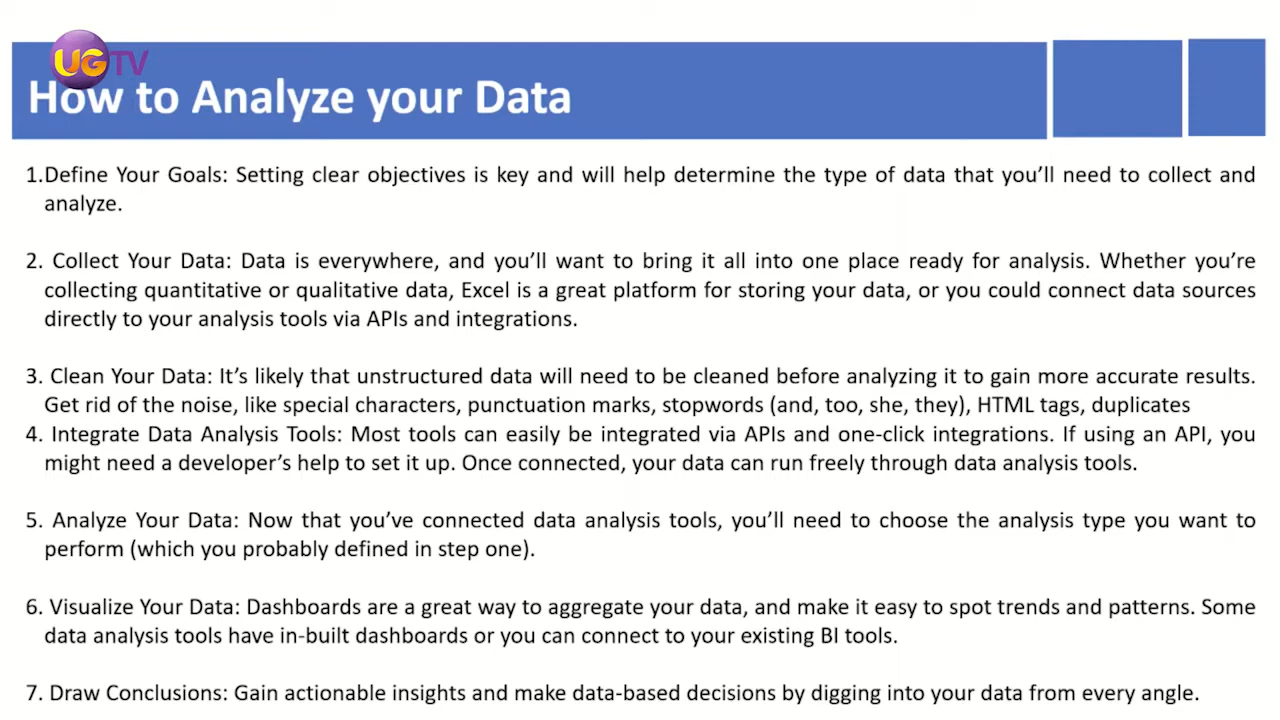 UGTV
How to Analyze your Data
1.Define Your Goals: Setting clear objectives is key and will help determine the type of data that you’ll need to collect and
analyze.
2. Collect Your Data: Data is everywhere, and you’ll want to bring it all into one place ready for analysis. Whether you’re
collecting quantitative or qualitative data, Excel is a great platform for storing your data, or you could connect data sources
directly to your analysis tools via APIs and integrations.
3. Clean Your Data: It’s likely that unstructured data will need to be cleaned before analyzing it to gain more accurate results.
Get rid of the noise, like special characters, punctuation marks, stopwords (and, too, she, they), HTML tags, duplicates
4. Integrate Data Analysis Tools: Most tools can easily be integrated via APIs and one-click integrations. If using an API, you
might need a developer’s help to set it up. Once connected, your data can run freely through data analysis tools.
5. Analyze Your Data: Now that you’ve connected data analysis tools, you’ll need to choose the analysis type you want to
perform (which you probably defined in step one).
6. Visualize Your Data: Dashboards are a great way to aggregate your data, and make it easy to spot trends and patterns. Some
data analysis tools have in-built dashboards or you can connect to your existing BI tools.
7. Draw Conclusions: Gain actionable insights and make data-based decisions by digging into your data from every angle.